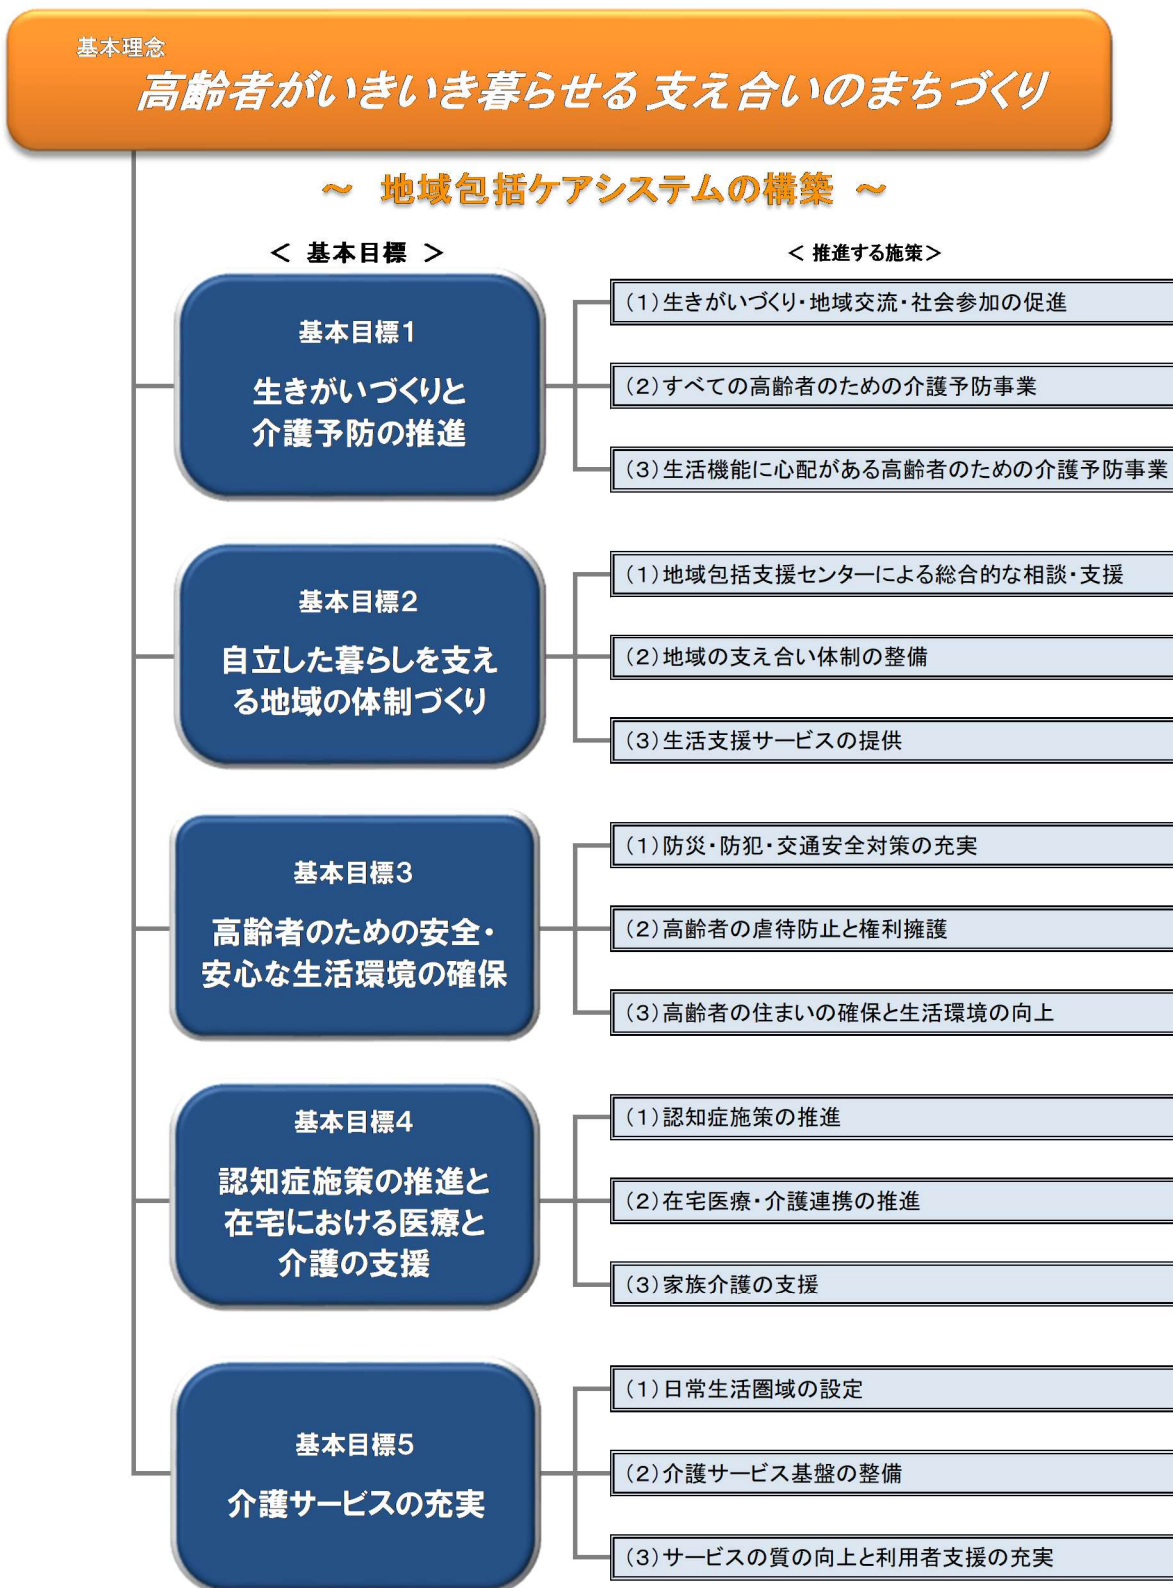 基本理念
高齢者がいきいき暮らせる 支え合いのまちづくり
～ 地域包括ケアシステムの構築 ～
＜ 基本目標 ＞
＜推進する施策＞
基本目標1
生きがいづくりと
介護予防の推進
(1)生きがいづくり・地域交流・社会参加の促進
(2)すべての高齢者のための介護予防事業
(3)生活機能に心配がある高齢者のための介護予防事業
基本目標2
自立した暮らしを支え
る地域の体制づくり
(1)地域包括支援センターによる総合的な相談・支援
(2)地域の支え合い体制の整備
(3)生活支援サービスの提供
基本目標3
高齢者のための安全・
安心な生活環境の確保
(1)防災・防犯・交通安全対策の充実
(2)高齢者の虐待防止と権利擁護
(3)高齢者の住まいの確保と生活環境の向上
基本目標4
認知症施策の推進と
在宅における医療と
介護の支援
(1)認知症施策の推進
(2)在宅医療・介護連携の推進
(3)家族介護の支援
基本目標5
介護サービスの充実
(1)日常生活圏域の設定
(2)介護サービス基盤の整備
(3)サービスの質の向上と利用者支援の充実